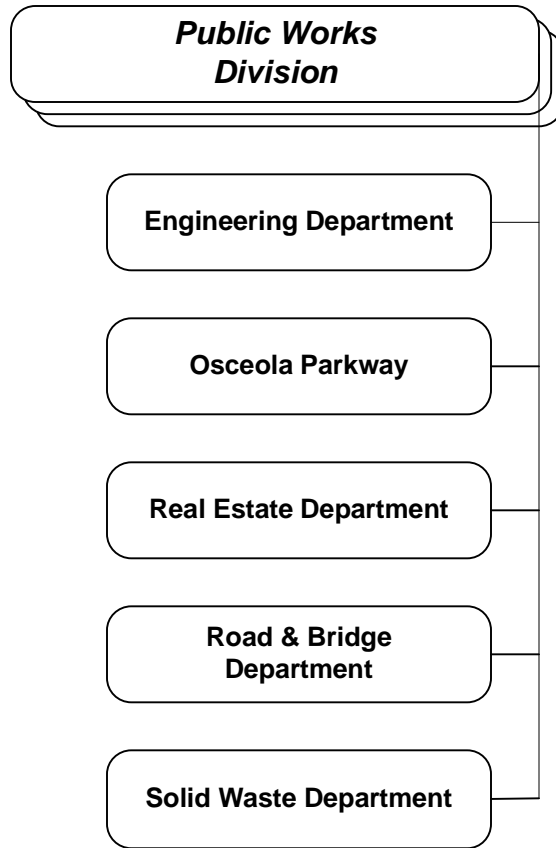 Public Works
Division
Engineering Department
Osceola Parkway
Real Estate Department
Road & Bridge
Department
Solid Waste Department